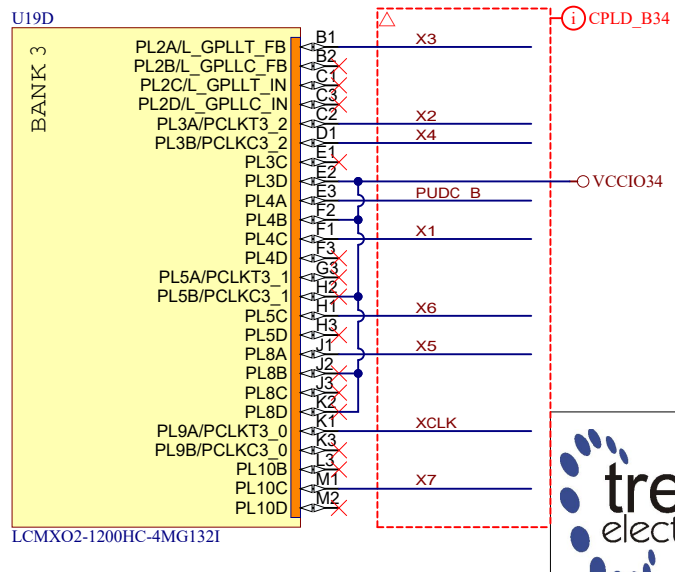 U19D
CPLD_B34
BANK 3
PL2A/L_GPLLT_FB B1 X3
PL2B/L_GPLLC_FB B2
PL2C/L_GPLLT_IN C1
PL2D/L_GPLLC_IN C3
PL3A/PCLKT3_2 C2 X2
PL3B/PCLKC3_2 D1 X4
PL3C E1
PL3D E2 VCCIO34
PL4A E3 PUDC_B
PL4B F2
PL4C F1 X1
PL4D F3
PL5A/PCLKT3_1 G3
PL5B/PCLKC3_1 H2
PL5C H1 X6
PL5D H3
PL8A J1 X5
PL8B J2
PL8C J3
PL8D K2
PL9A/PCLKT3_0 K1 XCLK
PL9B/PCLKC3_0 K3
PL10B L3
PL10C M1 X7
PL10D M2
LCMXO2-1200HC-4MG132I
tre
elect